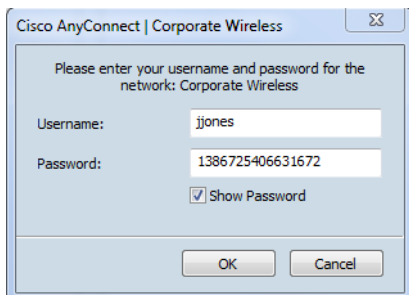 Cisco AnyConnect | Corporate Wireless
Please enter your username and password for the
network: Corporate Wireless
Username: jjones
Password: 1386725406631672
Show Password
OK Cancel